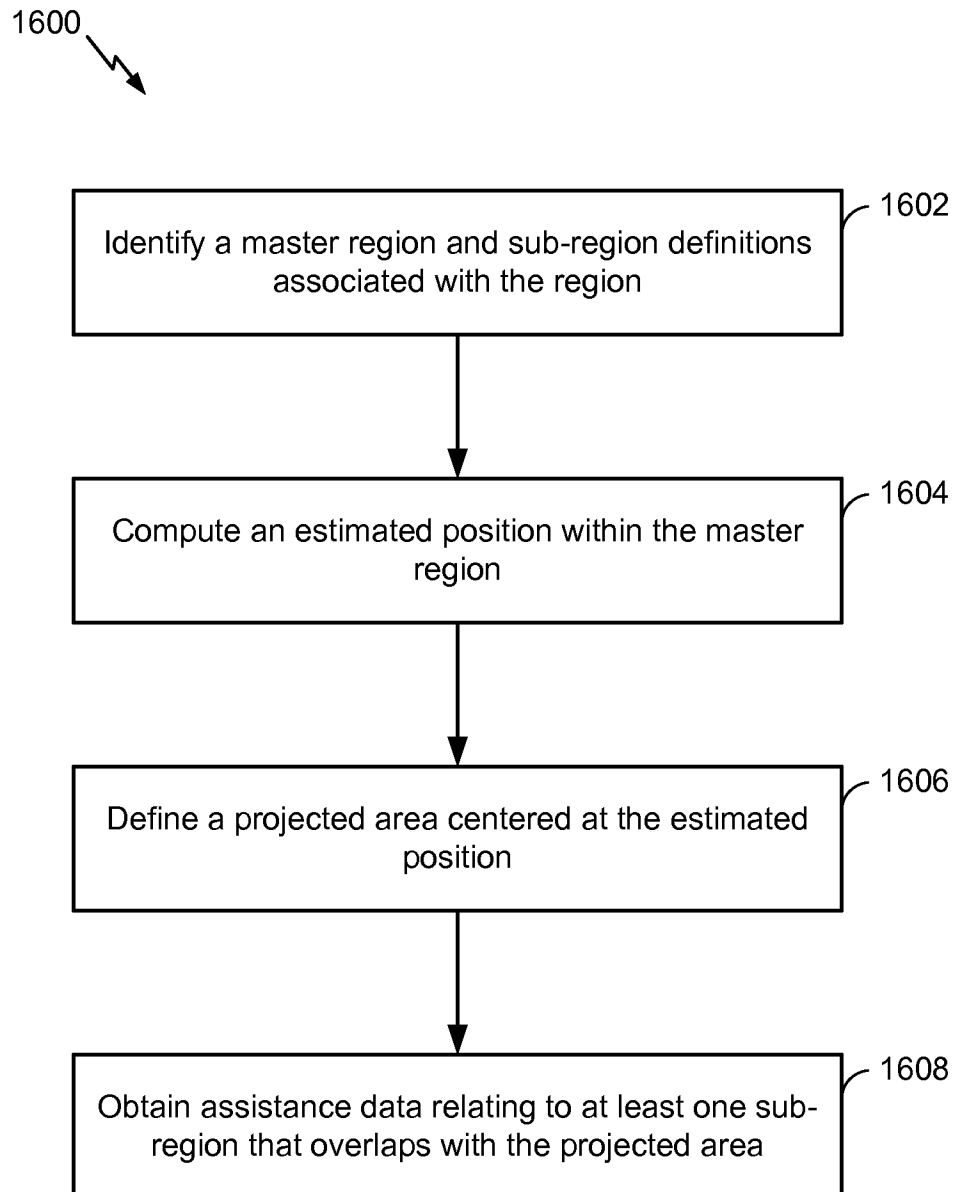 1600
1602
Identify a master region and sub-region definitions
associated with the region
1604
Compute an estimated position within the master
region
1606
Define a projected area centered at the estimated
position
1608
Obtain assistance data relating to at least one sub-
region that overlaps with the projected area